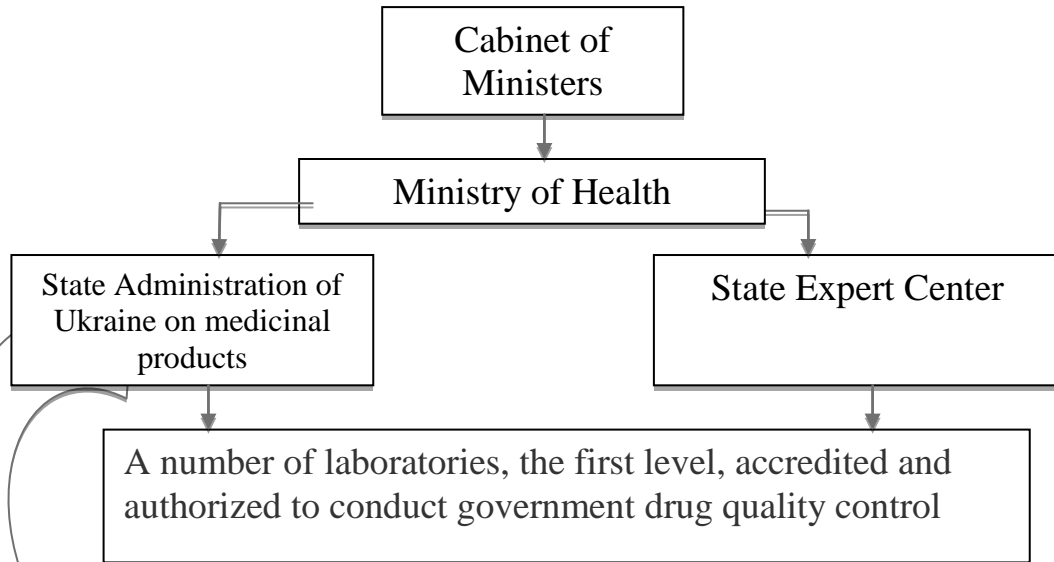 Cabinet of
Ministers
Ministry of Health
State Administration of
Ukraine on medicinal
products
State Expert Center
A number of laboratories, the first level, accredited and
authorized to conduct government drug quality control